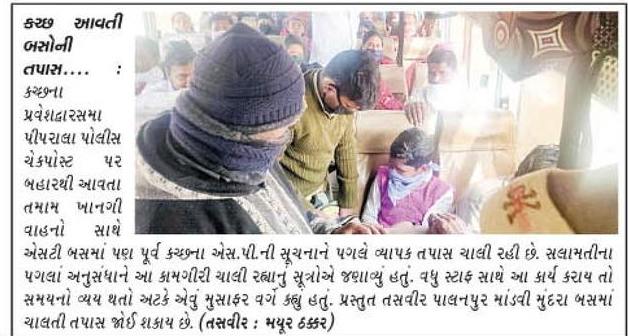 કચ્છ આવતી
બસોની
તપાસ.... :
કચ્છના
પ્રવેશદ્વારસમા
પીપરાલા પોલીસ
ચેકપોસ્ટ પર
બહારથી આવતા
તમામ ખાનગી
વાહનો સાથે
એસટી બસમાં પણ પૂર્વ કચ્છના એસ.પી.ની સૂચનાને પગલે વ્યાપક તપાસ ચાલી રહી છે. સલામતીના
પગલાં અનુસંધાને આ કામગીરી ચાલી રહ્યાનુ સૂત્રોએ જણાવ્યું હતું. વધુ સ્ટાફ સાથે આ કાર્ય કરાય તો
સમયનો વ્યય થતો અટકે એવું મુસાફર વર્ગે કહ્યુ હતુ. પ્રસ્તુત તસવીર પાલનપુર માંડવી મુંદરા બસમાં
ચાલતી તપાસ જોઈ શકાય છે. (તસવીર : મયૂર ઠક્કર)